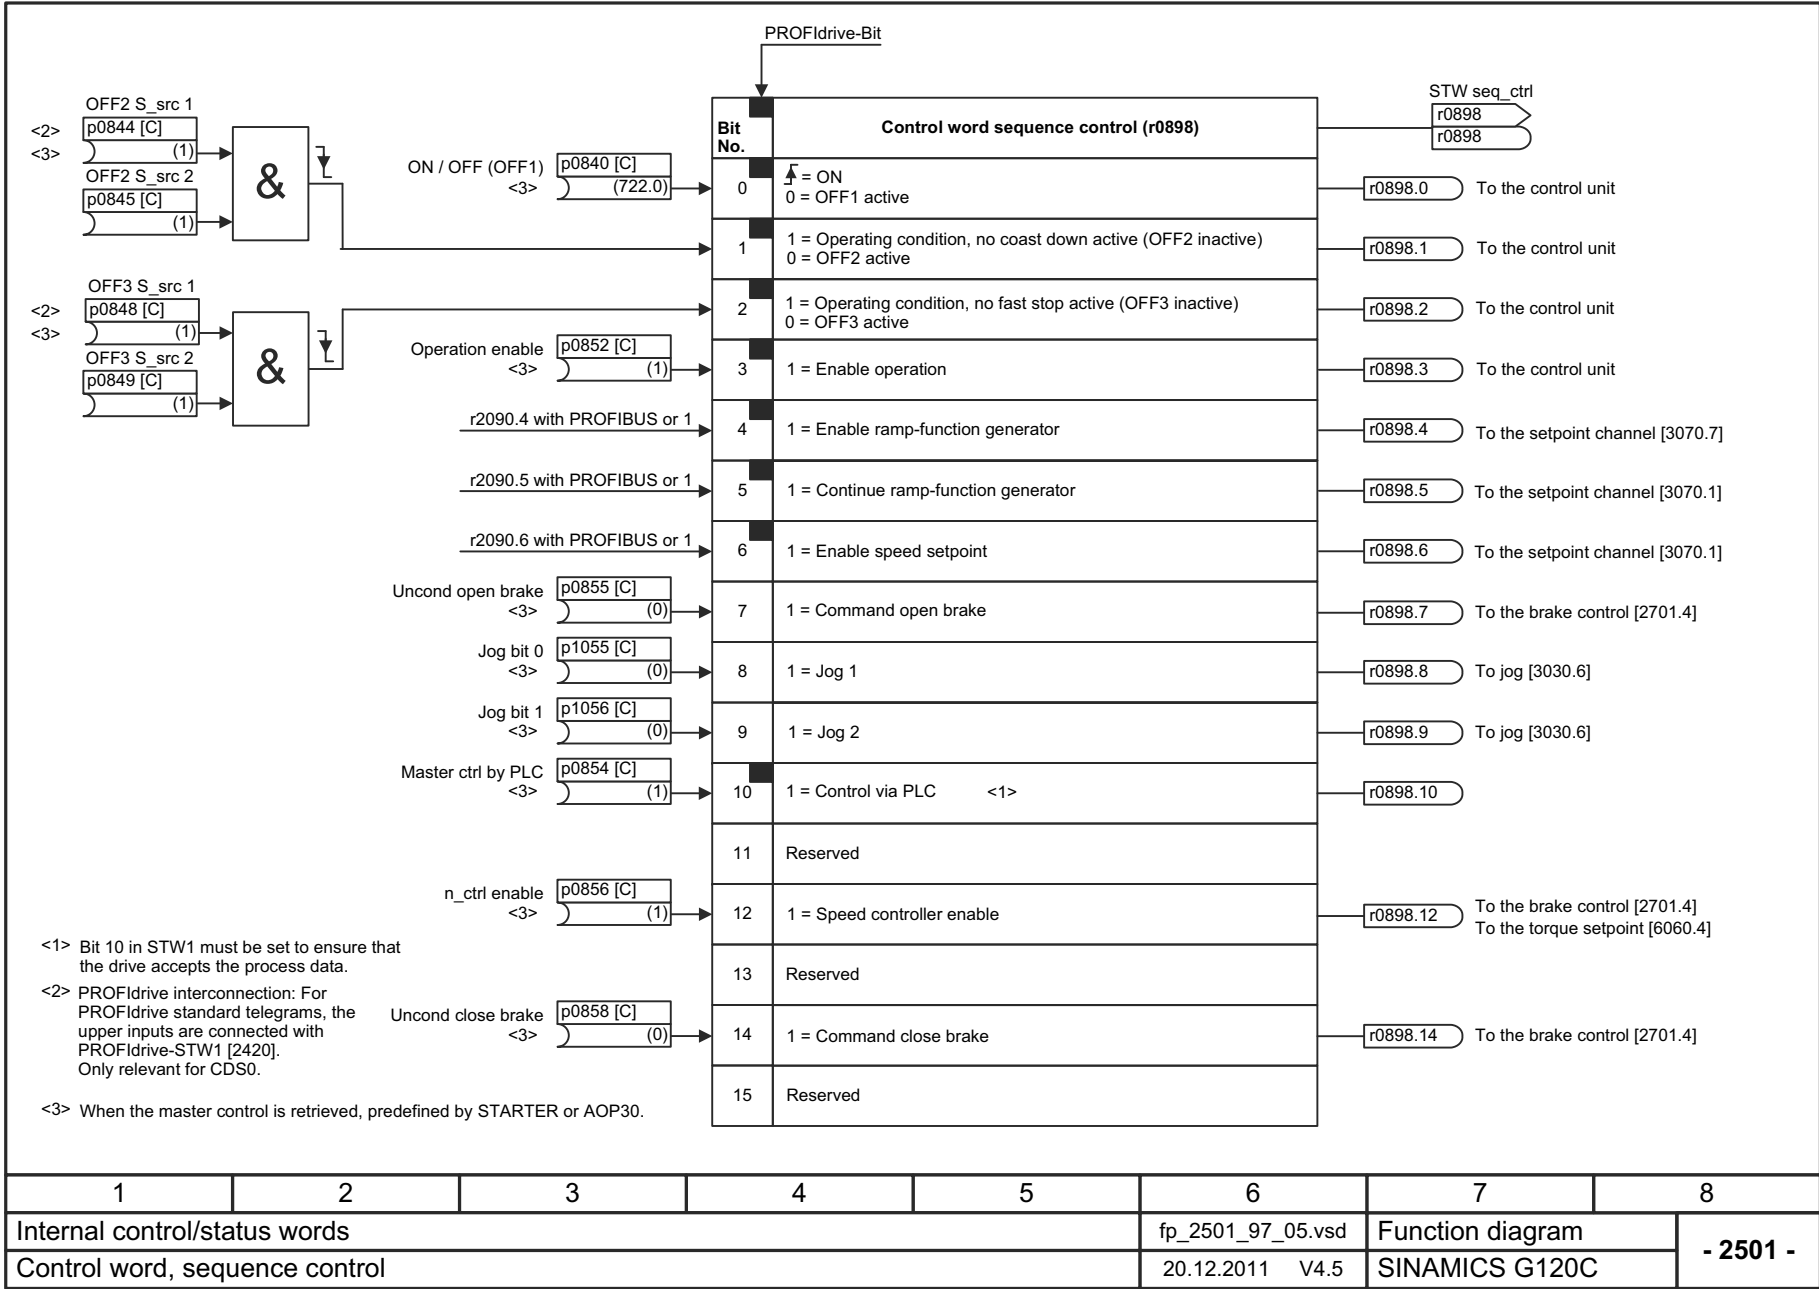 PROFIdrive-Bit
OFF2 S_src 1
<2> p0844 [C]
<3> (1)
OFF2 S_src 2
p0845 [C]
(1)
&
OFF3 S_src 1
<2> p0848 [C]
<3> (1)
OFF3 S_src 2
p0849 [C]
(1)
&
Bit No. Control word sequence control (r0898)
STW seq_ctrl
r0898
r0898
ON / OFF (OFF1) p0840 [C]
<3> (722.0)
0 = ON
0 = OFF1 active
r0898.0 To the control unit
1 1 = Operating condition, no coast down active (OFF2 inactive)
0 = OFF2 active
r0898.1 To the control unit
2 1 = Operating condition, no fast stop active (OFF3 inactive)
0 = OFF3 active
r0898.2 To the control unit
Operation enable p0852 [C]
<3> (1)
3 1 = Enable operation
r0898.3 To the control unit
r2090.4 with PROFIBUS or 1
4 1 = Enable ramp-function generator
r0898.4 To the setpoint channel [3070.7]
r2090.5 with PROFIBUS or 1
5 1 = Continue ramp-function generator
r0898.5 To the setpoint channel [3070.1]
r2090.6 with PROFIBUS or 1
6 1 = Enable speed setpoint
r0898.6 To the setpoint channel [3070.1]
Uncond open brake p0855 [C]
<3> (0)
7 1 = Command open brake
r0898.7 To the brake control [2701.4]
Jog bit 0 p1055 [C]
<3> (0)
8 1 = Jog 1
r0898.8 To jog [3030.6]
Jog bit 1 p1056 [C]
<3> (0)
9 1 = Jog 2
r0898.9 To jog [3030.6]
Master ctrl by PLC p0854 [C]
<3> (1)
10 1 = Control via PLC <1>
r0898.10
11 Reserved
n_ctrl enable p0856 [C]
<3> (1)
12 1 = Speed controller enable
r0898.12 To the brake control [2701.4]
To the torque setpoint [6060.4]
13 Reserved
Uncond close brake p0858 [C]
<3> (0)
14 1 = Command close brake
r0898.14 To the brake control [2701.4]
15 Reserved
<1> Bit 10 in STW1 must be set to ensure that
the drive accepts the process data.
<2> PROFIdrive interconnection: For
PROFIdrive standard telegrams, the
upper inputs are connected with
PROFIdrive-STW1 [2420].
Only relevant for CDS0.
<3> When the master control is retrieved, predefined by STARTER or AOP30.
1 2 3 4 5 6 7 8
Internal control/status words fp_2501_97_05.vsd Function diagram - 2501 -
Control word, sequence control 20.12.2011 V4.5 SINAMICS G120C